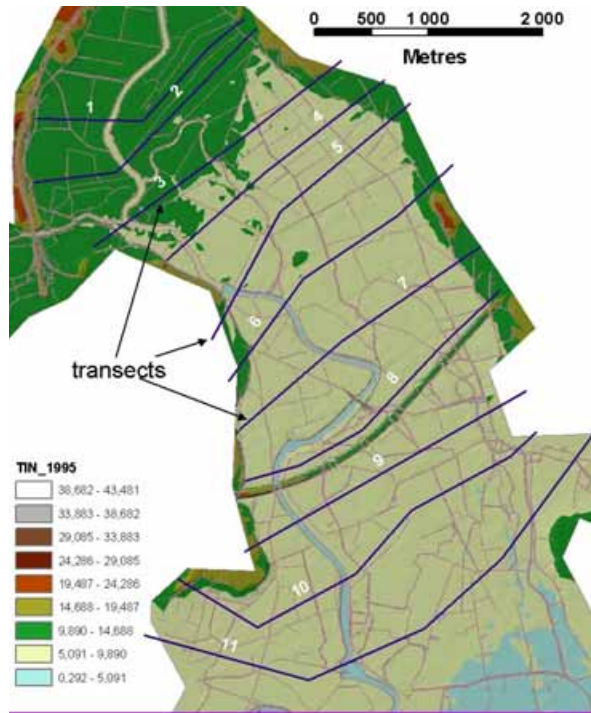 0 500 1 000 2 000
Metres
1
2
3
4
5
6
7
8
9
10
11
transects
TIN_1995
38,682 - 43,481
33,883 - 38,682
29,085 - 33,883
24,286 - 29,085
19,487 - 24,286
14,688 - 19,487
9,890 - 14,688
5,091 - 9,890
0,292 - 5,091